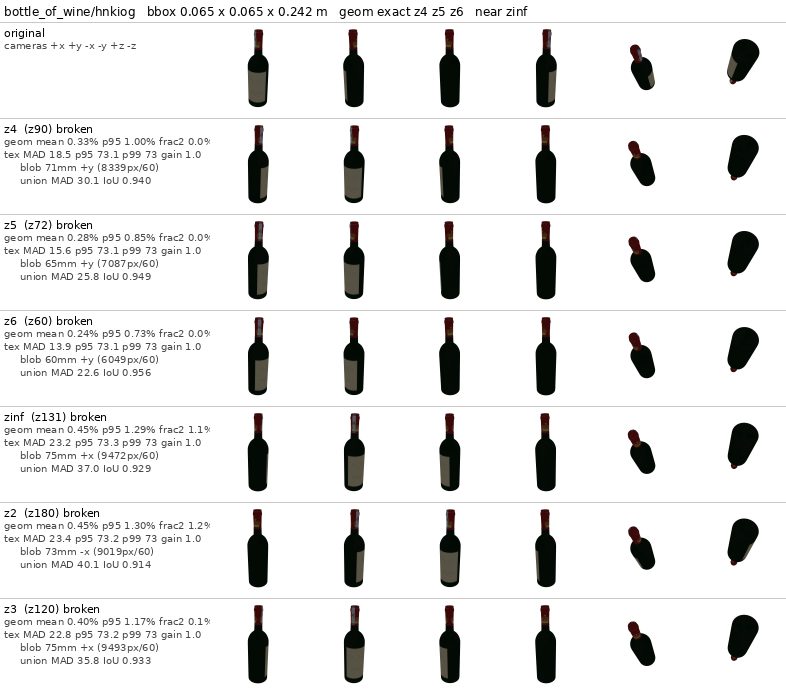 bottle_of_wine/hnkiog bbox 0.065 x 0.065 x 0.242 m geom exact z4 z5 z6 near zinf
original
cameras +x +y -x -y +z -z
z4 (z90) broken
geom mean 0.33% p95 1.00% frac2 0.0%
tex MAD 18.5 p95 73.1 p99 73 gain 1.0
blob 71mm +y (8339px/60)
union MAD 30.1 IoU 0.940
z5 (z72) broken
geom mean 0.28% p95 0.85% frac2 0.0%
tex MAD 15.6 p95 73.1 p99 73 gain 1.0
blob 65mm +y (7087px/60)
union MAD 25.8 IoU 0.949
z6 (z60) broken
geom mean 0.24% p95 0.73% frac2 0.0%
tex MAD 13.9 p95 73.1 p99 73 gain 1.0
blob 60mm +y (6049px/60)
union MAD 22.6 IoU 0.956
zinf (z131) broken
geom mean 0.45% p95 1.29% frac2 1.1%
tex MAD 23.2 p95 73.3 p99 73 gain 1.0
blob 75mm +x (9472px/60)
union MAD 37.0 IoU 0.929
z2 (z180) broken
geom mean 0.45% p95 1.30% frac2 1.2%
tex MAD 23.4 p95 73.2 p99 73 gain 1.0
blob 73mm -x (9019px/60)
union MAD 40.1 IoU 0.914
z3 (z120) broken
geom mean 0.40% p95 1.17% frac2 0.1%
tex MAD 22.8 p95 73.2 p99 73 gain 1.0
blob 75mm +x (9493px/60)
union MAD 35.8 IoU 0.933